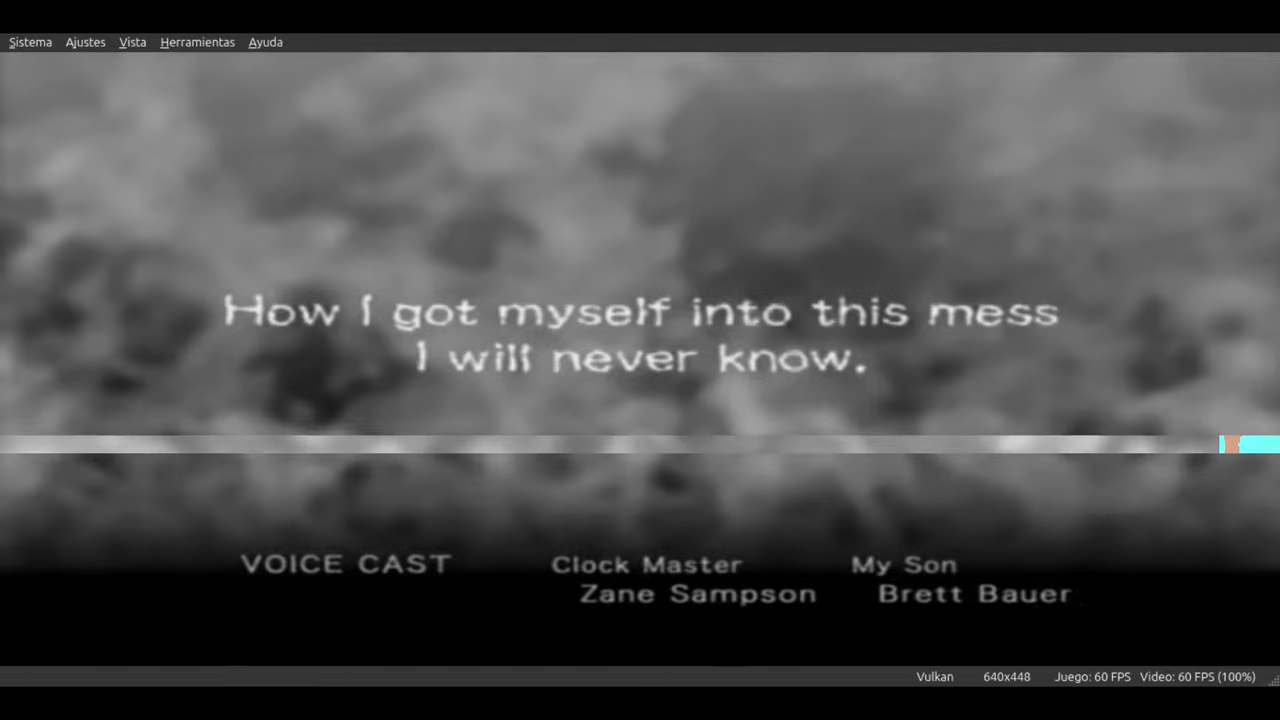 Sistema Ajustes Vista Herramientas Ayuda
How I got myself into this mess
I will never know.
VOICE CAST Clock Master My Son
Zane Sampson Brett Bauer
Vulkan 640x448 Juego: 60 FPS Video: 60 FPS (100%)